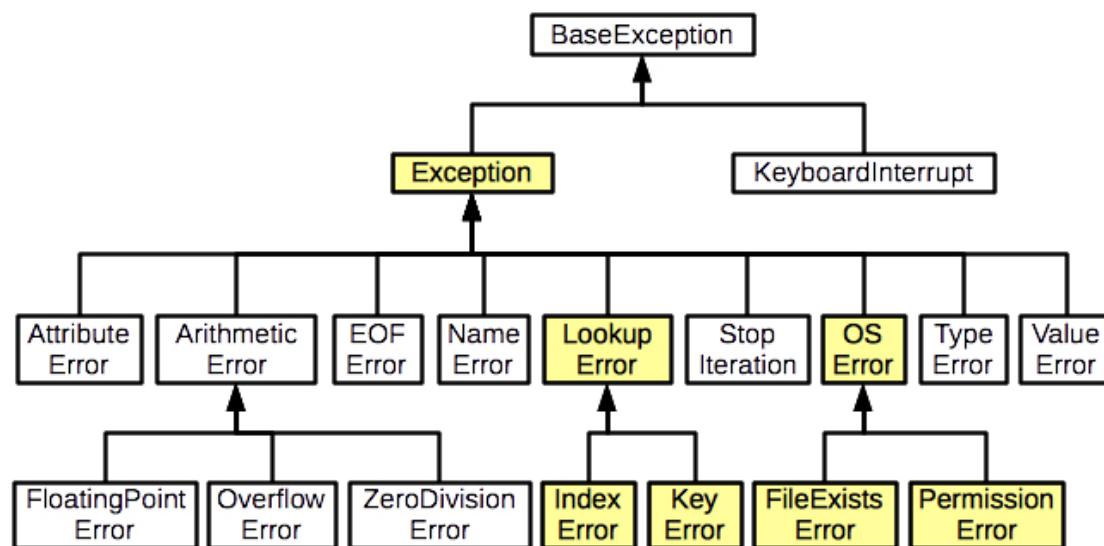 BaseException
Exception
KeyboardInterrupt
Attribute
Error
Arithmetic
Error
EOF
Error
Name
Error
Lookup
Error
Stop
Iteration
OS
Error
Type
Error
Value
Error
FloatingPoint
Error
Overflow
Error
ZeroDivision
Error
Index
Error
Key
Error
FileExists
Error
Permission
Error